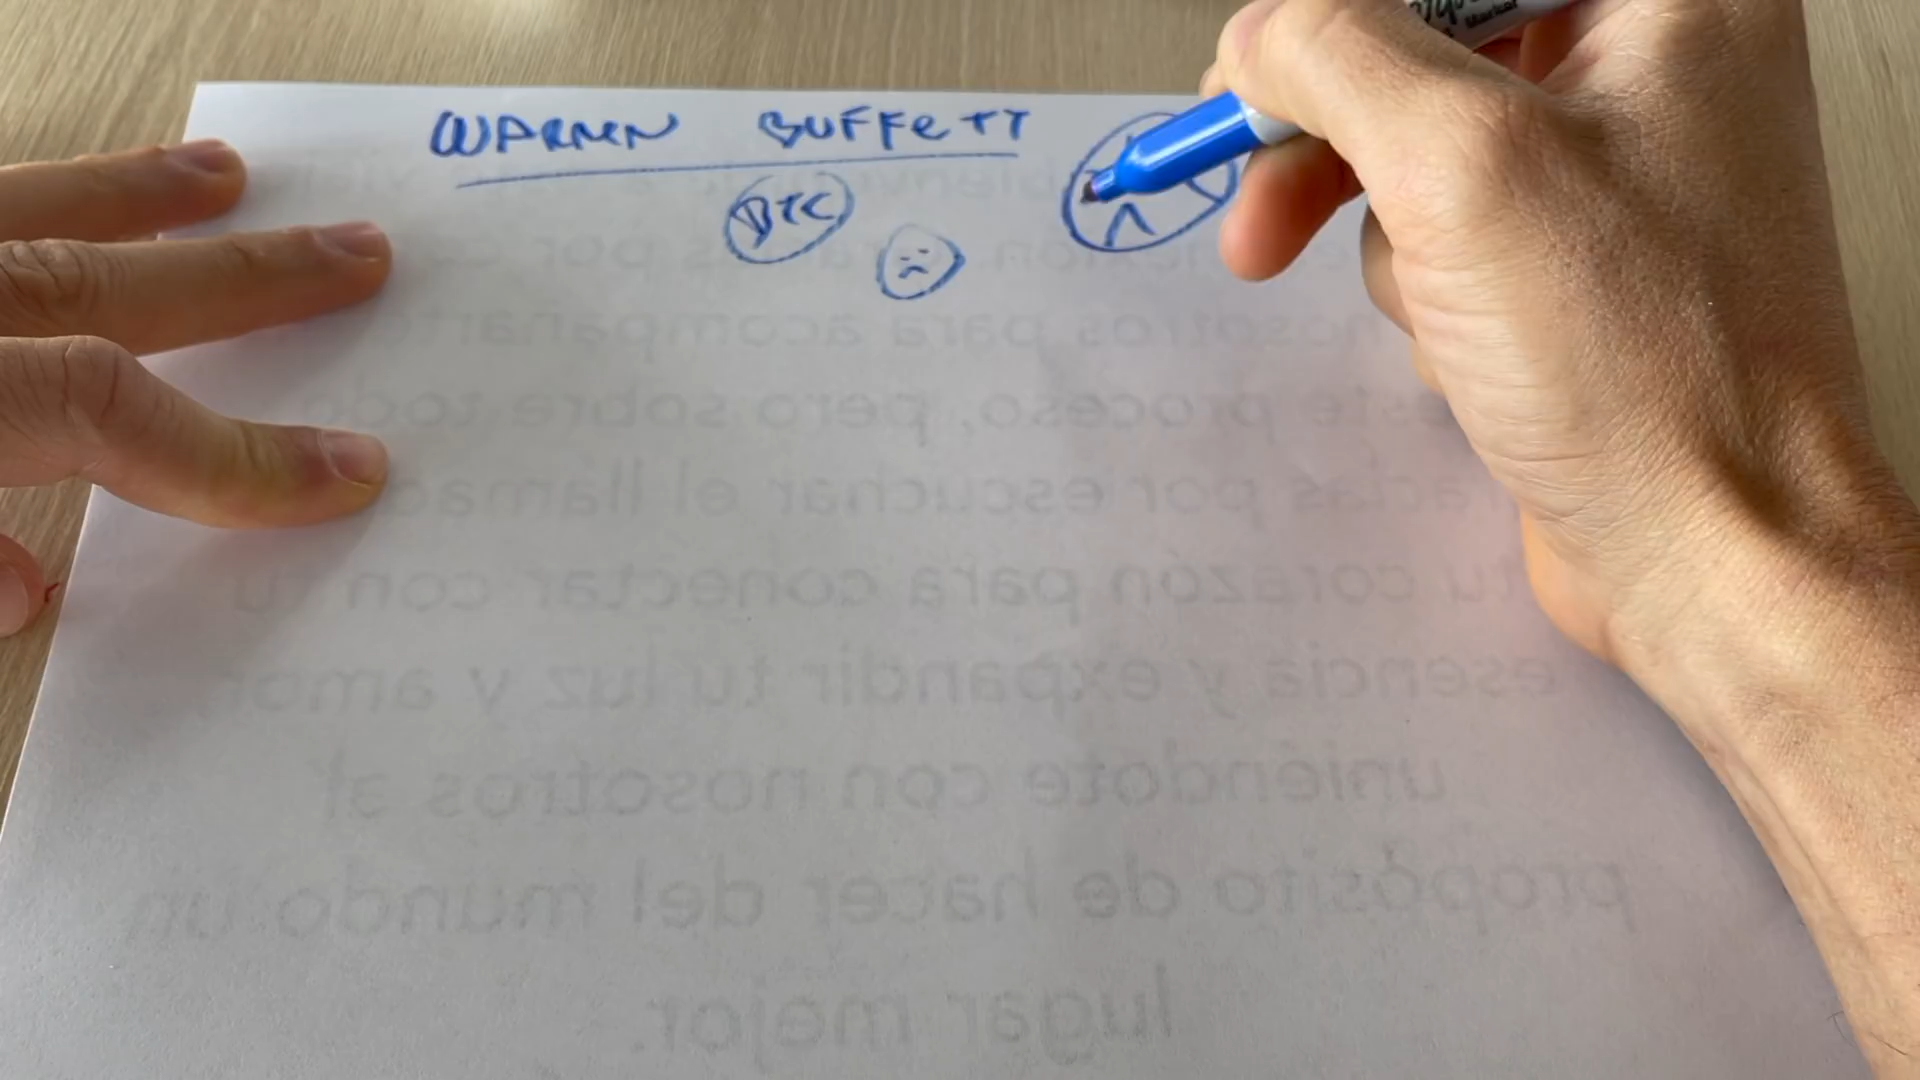 WARREN BUFFETT
BTC
Marker
nosotros para acompañarte
este proceso, pero sobre todo
gracias por escuchar el llamado
tu corazón para conectar con tu
esencia y expandir tu luz y amor
uniéndote con nosotros al
propósito de hacer del mundo un
lugar mejor.